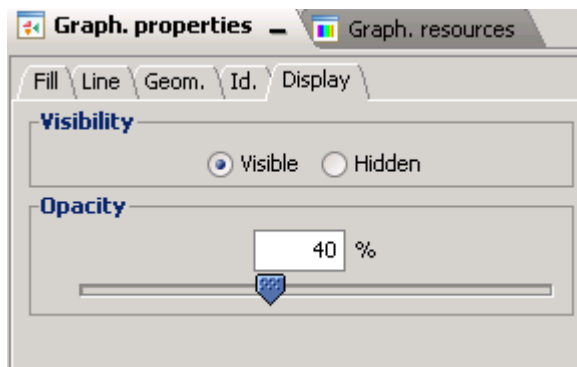 Graph. properties Graph. resources
Fill Line Geom. Id. Display
Visibility
Visible Hidden
Opacity
40 %